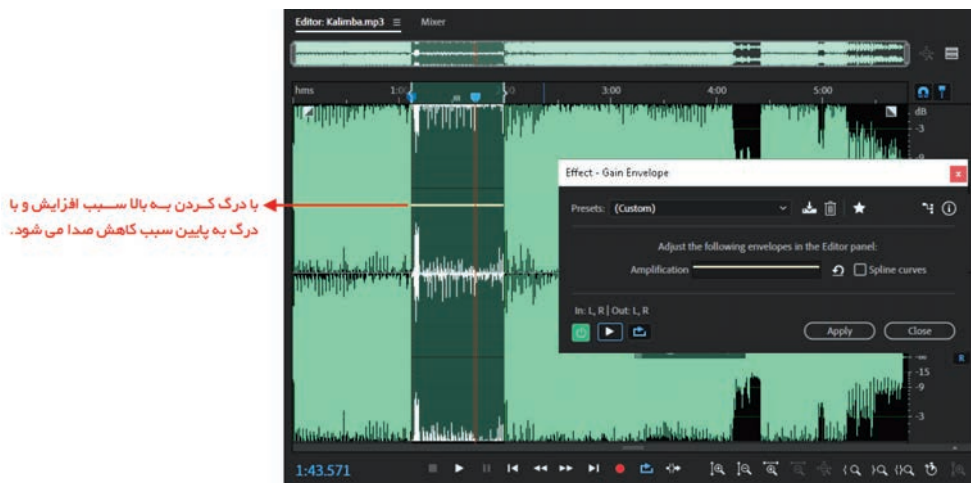 Editor: Kalimba.mp3 ≡ Mixer
hms 1:00 3:00 4:00 5:00
dB
-3
-9
Effect - Gain Envelope
x
Presets: (Custom)
Adjust the following envelopes in the Editor panel:
Amplification Spline curves
In: L, R | Out: L, R
Apply Close
با درگ کردن به بالا سبب افزایش و با
درگ به پایین سبب کاهش صدا می شود.
-∞
R
-15
-9
-3
1:43.571